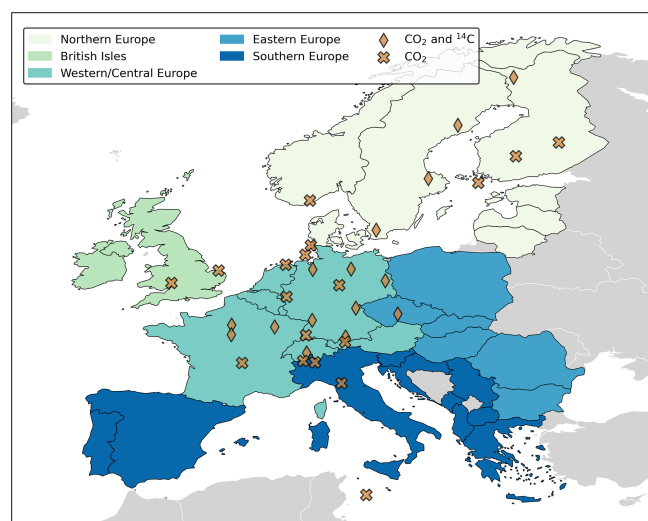 Northern Europe
British Isles
Western/Central Europe
Eastern Europe
Southern Europe
CO₂ and ¹⁴C
CO₂